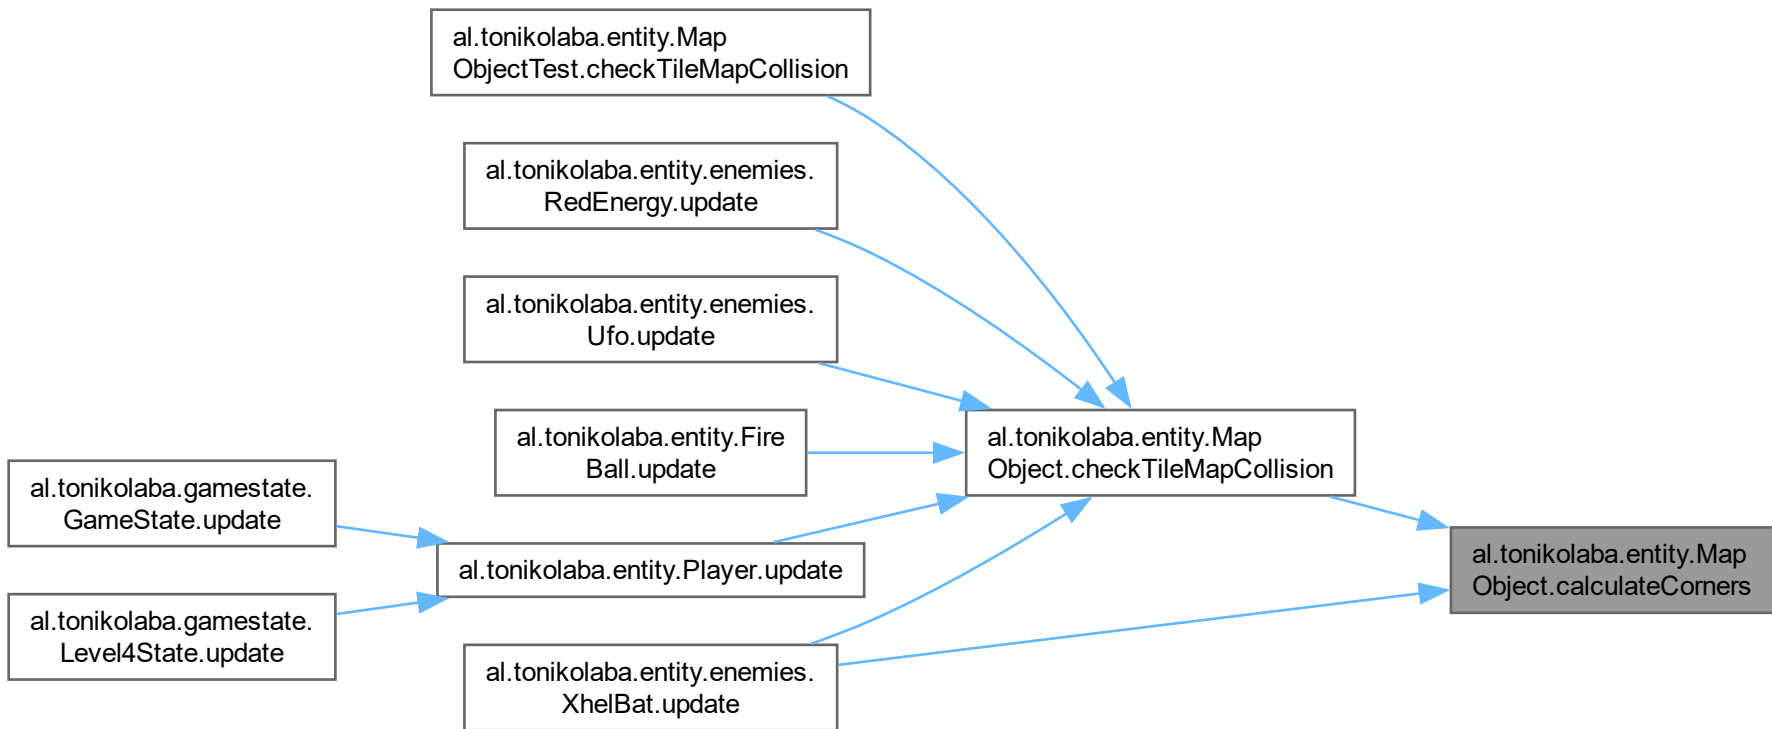 al.tonikolaba.entity.Map
ObjectTest.checkTileMapCollision
al.tonikolaba.entity.enemies.
RedEnergy.update
al.tonikolaba.entity.enemies.
Ufo.update
al.tonikolaba.entity.Fire
Ball.update
al.tonikolaba.entity.Map
Object.checkTileMapCollision
al.tonikolaba.gamestate.
GameState.update
al.tonikolaba.entity.Player.update
al.tonikolaba.entity.Map
Object.calculateCorners
al.tonikolaba.gamestate.
Level4State.update
al.tonikolaba.entity.enemies.
XhelBat.update